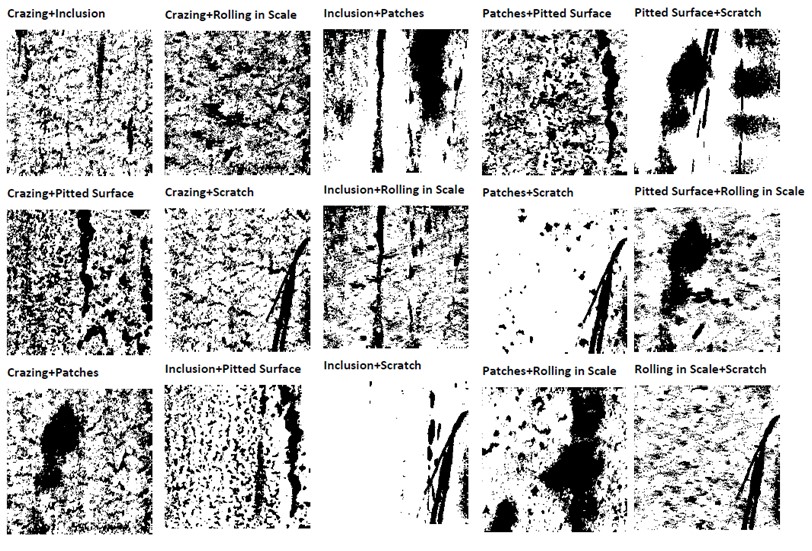 Crazing+Inclusion
Crazing+Rolling in Scale
Inclusion+Patches
Patches+Pitted Surface
Pitted Surface+Scratch
Crazing+Pitted Surface
Crazing+Scratch
Inclusion+Rolling in Scale
Patches+Scratch
Pitted Surface+Rolling in Scale
Crazing+Patches
Inclusion+Pitted Surface
Inclusion+Scratch
Patches+Rolling in Scale
Rolling in Scale+Scratch